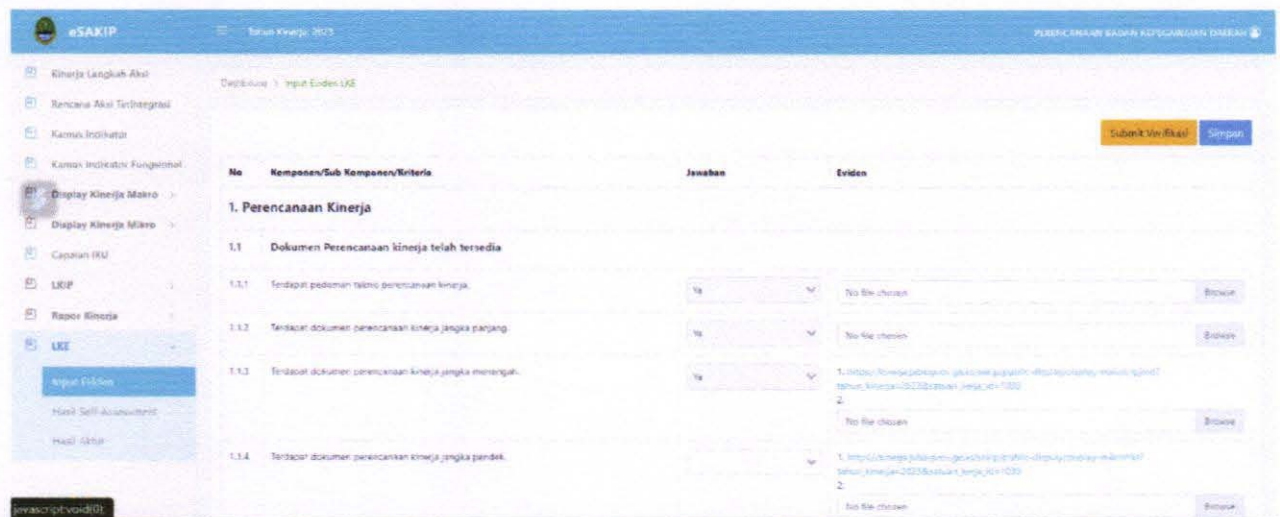 eSAKIP
Tahun Kinerja: 2023
PERENCANAAN BADAN KEPEGAWAIAN DAERAH
Kinerja Langkah Aksi
Rencana Aksi Terintegrasi
Kamus Indikator
Kamus Indikator Fungsional
Display Kinerja Makro
Display Kinerja Mikro
Capaian IKU
LKIP
Rapor Kinerja
LKE
Input Eviden
Hasil Self-Assessment
Hasil Akhir
Dashboard > Input Eviden LKE
Submit Verifikasi Simpan
No Komponen/Sub Komponen/Kriteria Jawaban Eviden
1. Perencanaan Kinerja
1.1 Dokumen Perencanaan kinerja telah tersedia
1.1.1 Terdapat pedoman teknis perencanaan kinerja. Ya No file chosen Browse
1.1.2 Terdapat dokumen perencanaan kinerja jangka panjang. Ya No file chosen Browse
1.1.3 Terdapat dokumen perencanaan kinerja jangka menengah. Ya 1.
2.
No file chosen Browse
1.1.4 Terdapat dokumen perencanaan kinerja jangka pendek. 1.
2.
No file chosen Browse
javascript:void(0);